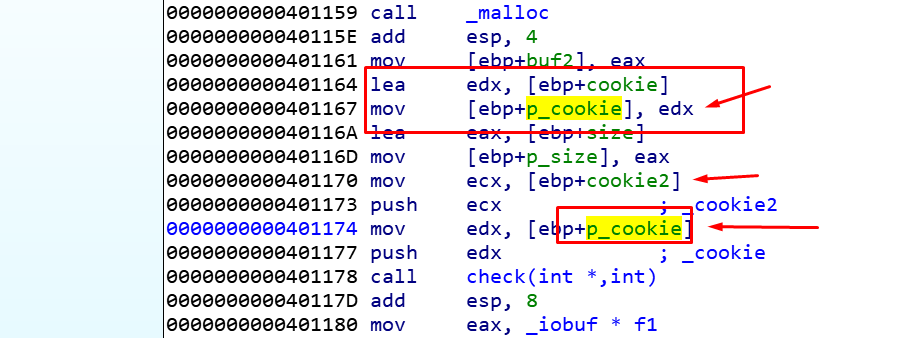 0000000000401159 call    _malloc
000000000040115E add     esp, 4
0000000000401161 mov     [ebp+buf2], eax
0000000000401164 lea     edx, [ebp+cookie]
0000000000401167 mov     [ebp+p_cookie], edx
000000000040116A lea     eax, [ebp+size]
000000000040116D mov     [ebp+p_size], eax
0000000000401170 mov     ecx, [ebp+cookie2]
0000000000401173 push    ecx             ; _cookie2
0000000000401174 mov     edx, [ebp+p_cookie]
0000000000401177 push    edx             ; _cookie
0000000000401178 call    check(int *,int)
000000000040117D add     esp, 8
0000000000401180 mov     eax, _iobuf * f1